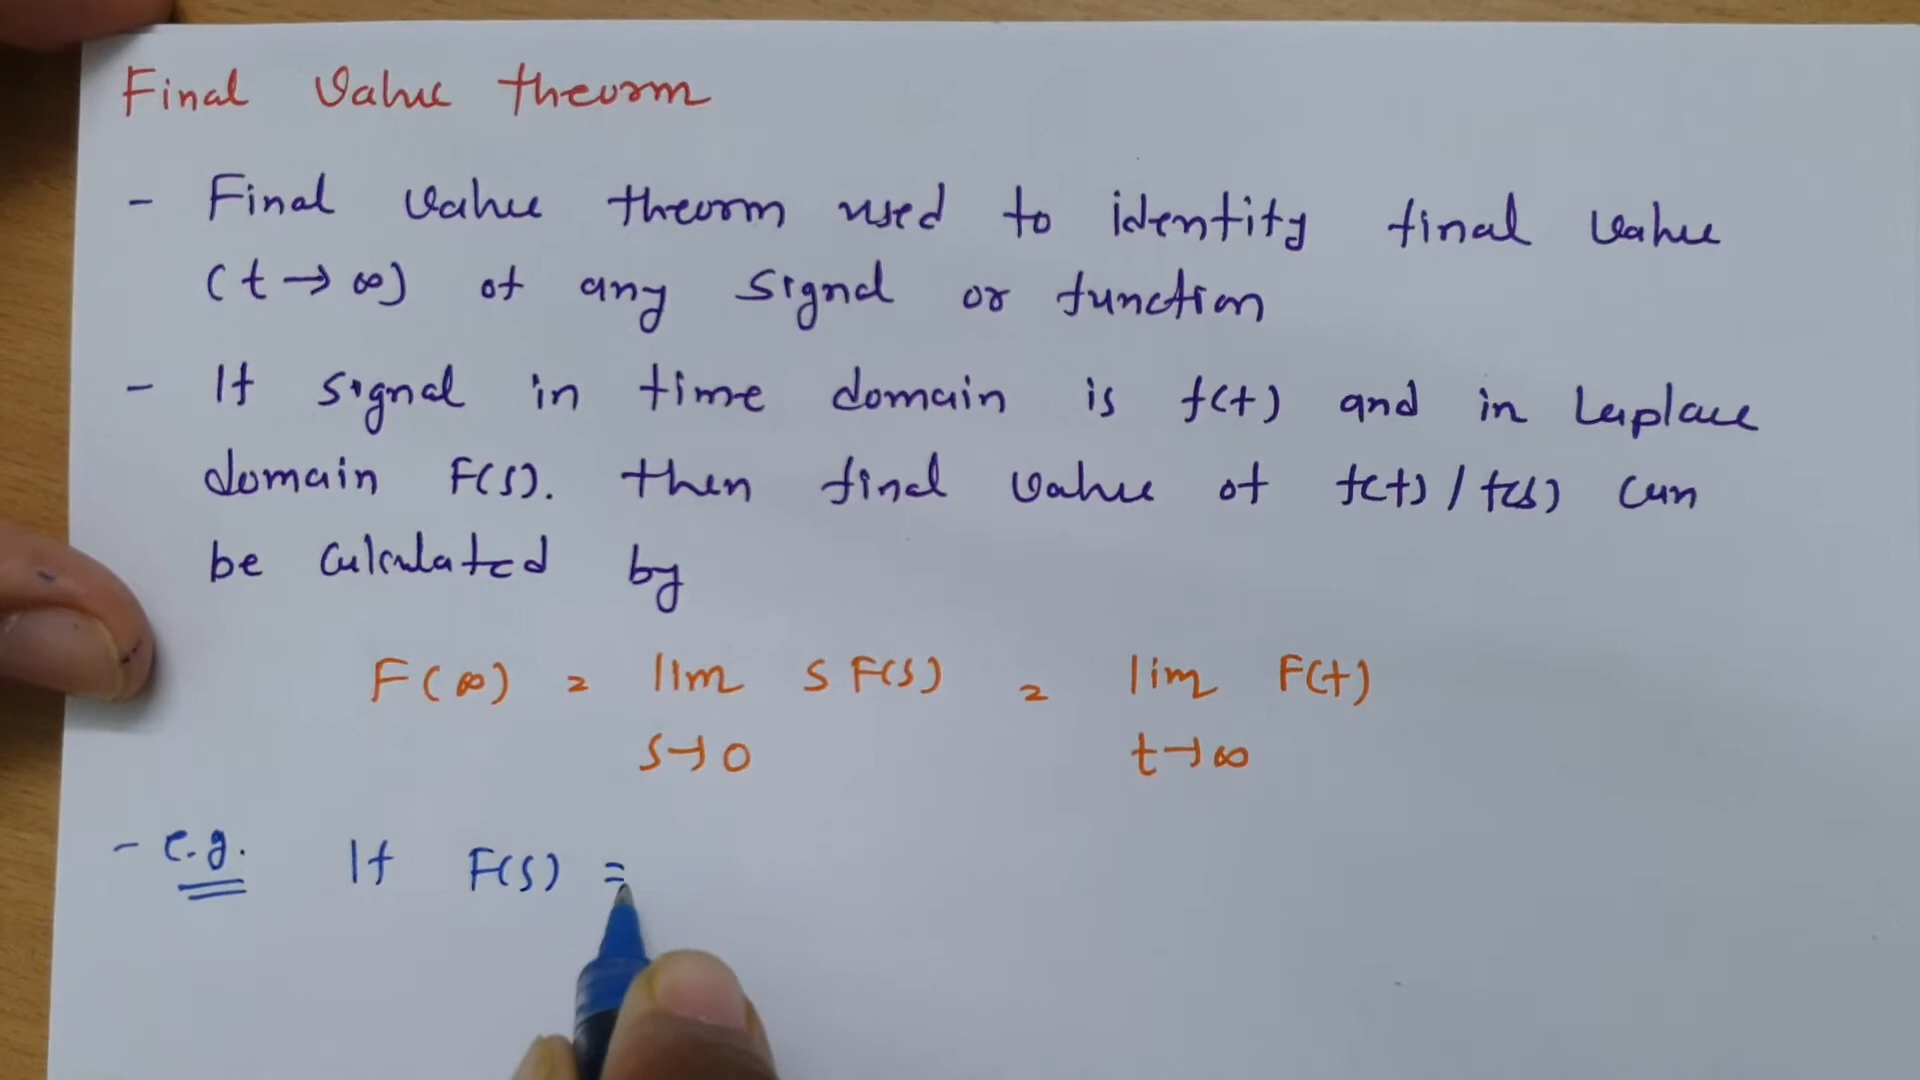 Final Value theorm
- Final value theorm used to identity final value
(t → ∞) of any signal or function
- If signal in time domain is f(t) and in Laplace
domain F(s). then final value of f(t) / f(s) can
be calculated by
F(∞) = lim S F(s) = lim F(t)
s→0 t→∞
- e.g. If F(s) =